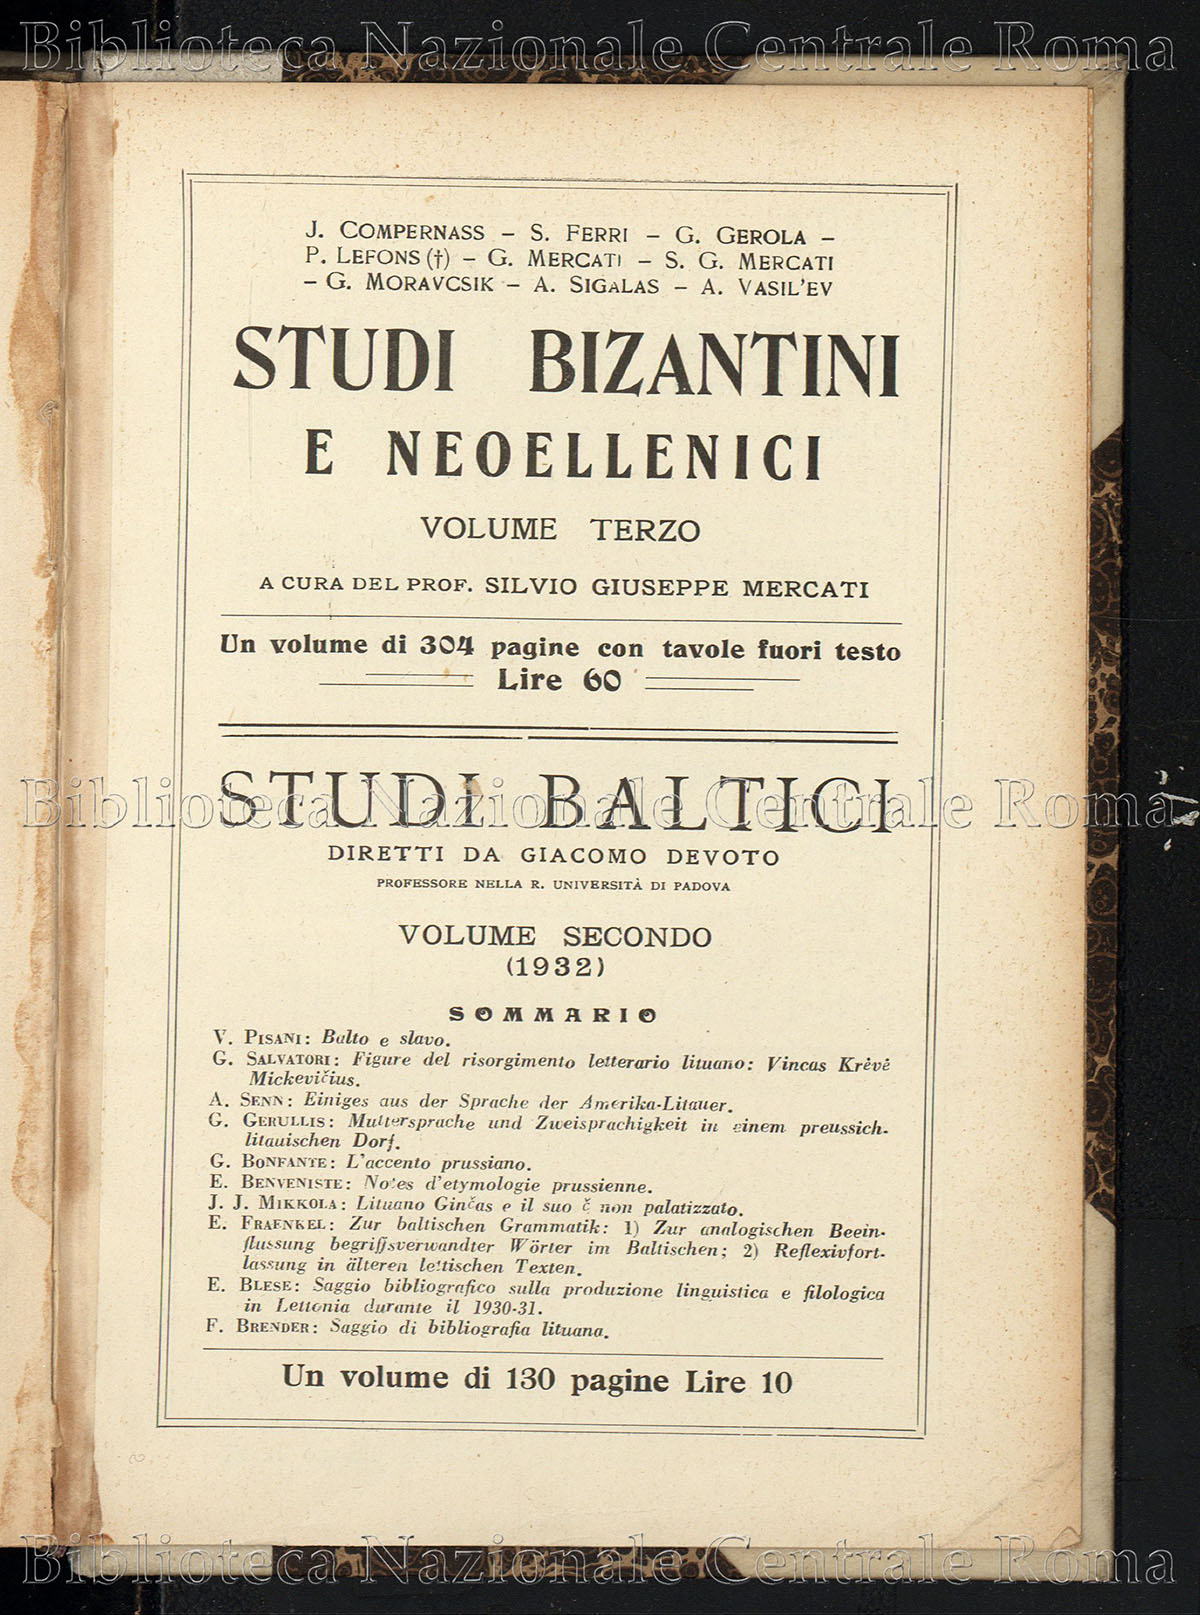 Biblioteca Nazionale Centrale Roma
J. COMPERNASS – S. FERRI – G. GEROLA –
P. LEFONS (†) – G. MERCATI – S. G. MERCATI
– G. MORAVCSIK – A. SIGALAS – A. VASIL'EV
STUDI BIZANTINI
E NEOELLENICI
VOLUME TERZO
A CURA DEL PROF. SILVIO GIUSEPPE MERCATI
Un volume di 304 pagine con tavole fuori testo
Lire 60
STUDI BALTICI
Biblioteca Nazionale Centrale Roma
DIRETTI DA GIACOMO DEVOTO
PROFESSORE NELLA R. UNIVERSITÀ DI PADOVA
VOLUME SECONDO
(1932)
SOMMARIO
V. PISANI: Balto e slavo.
G. SALVATORI: Figure del risorgimento letterario lituano: Vincas Krėvė
Mickevičius.
A. SENN: Einiges aus der Sprache der Amerika-Litauer.
G. GERULLIS: Muttersprache und Zweisprachigkeit in einem preussich-
litauischen Dorf.
G. BONFANTE: L'accento prussiano.
E. BENVENISTE: Notes d'etymologie prussienne.
J. J. MIKKOLA: Lituano Ginčas e il suo č non palatizzato.
E. FRAENKEL: Zur baltischen Grammatik: 1) Zur analogischen Beein-
flussung begriffsverwandter Wörter im Baltischen; 2) Reflexivfort-
lassung in älteren lettischen Texten.
E. BLESE: Saggio bibliografico sulla produzione linguistica e filologica
in Lettonia durante il 1930-31.
F. BRENDER: Saggio di bibliografia lituana.
Un volume di 130 pagine Lire 10
Biblioteca Nazionale Centrale Roma